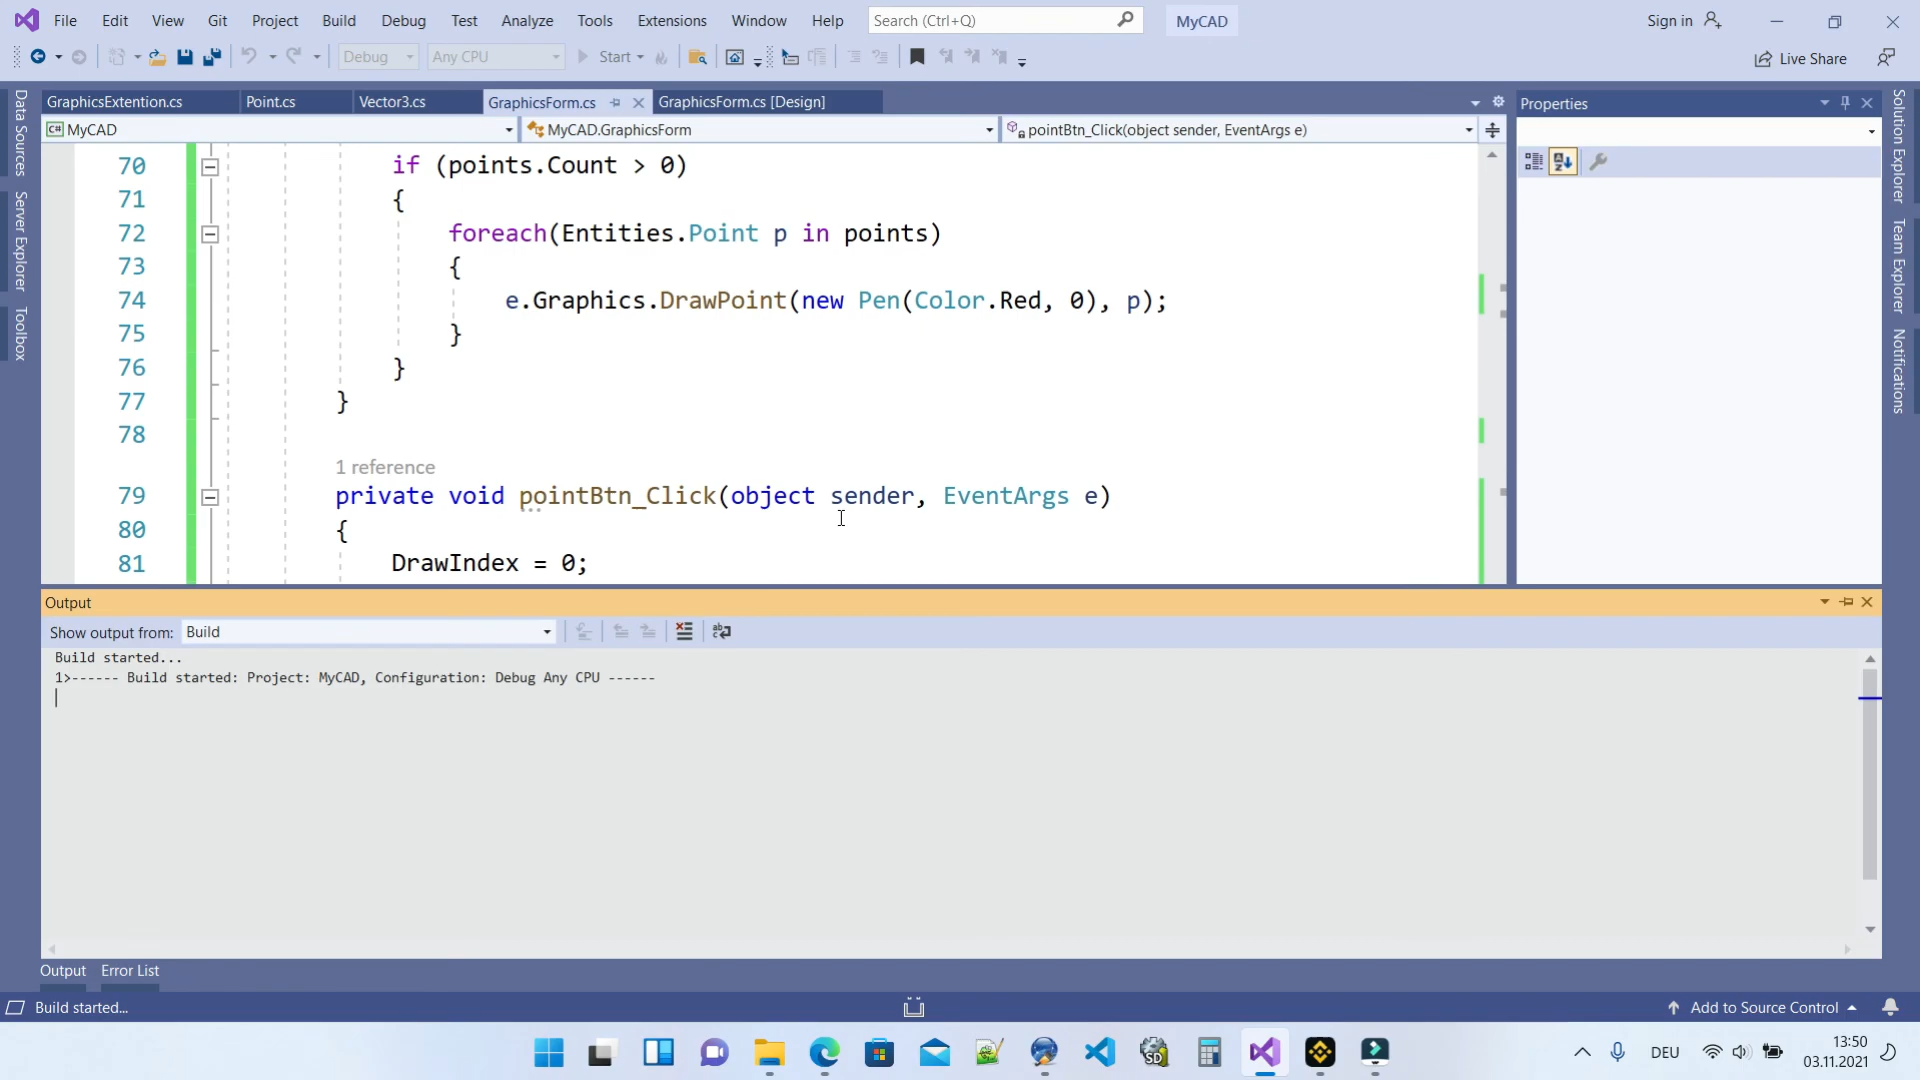 File Edit View Git Project Build Debug Test Analyze Tools Extensions Window Help Search (Ctrl+Q) MyCAD Sign in
Debug Any CPU Start Live Share
GraphicsExtention.cs Point.cs Vector3.cs GraphicsForm.cs GraphicsForm.cs [Design]
C# MyCAD MyCAD.GraphicsForm pointBtn_Click(object sender, EventArgs e)
70 if (points.Count > 0)
71 {
72 foreach(Entities.Point p in points)
73 {
74 e.Graphics.DrawPoint(new Pen(Color.Red, 0), p);
75 }
76 }
77 }
78
1 reference
79 private void pointBtn_Click(object sender, EventArgs e)
80 {
81 DrawIndex = 0;
Properties
Data Sources
Server Explorer
Toolbox
Solution Explorer
Team Explorer
Notifications
Output
Show output from: Build
Build started...
1>------ Build started: Project: MyCAD, Configuration: Debug Any CPU ------
Output Error List
Build started... Add to Source Control
SD
DEU
13:50
03.11.2021